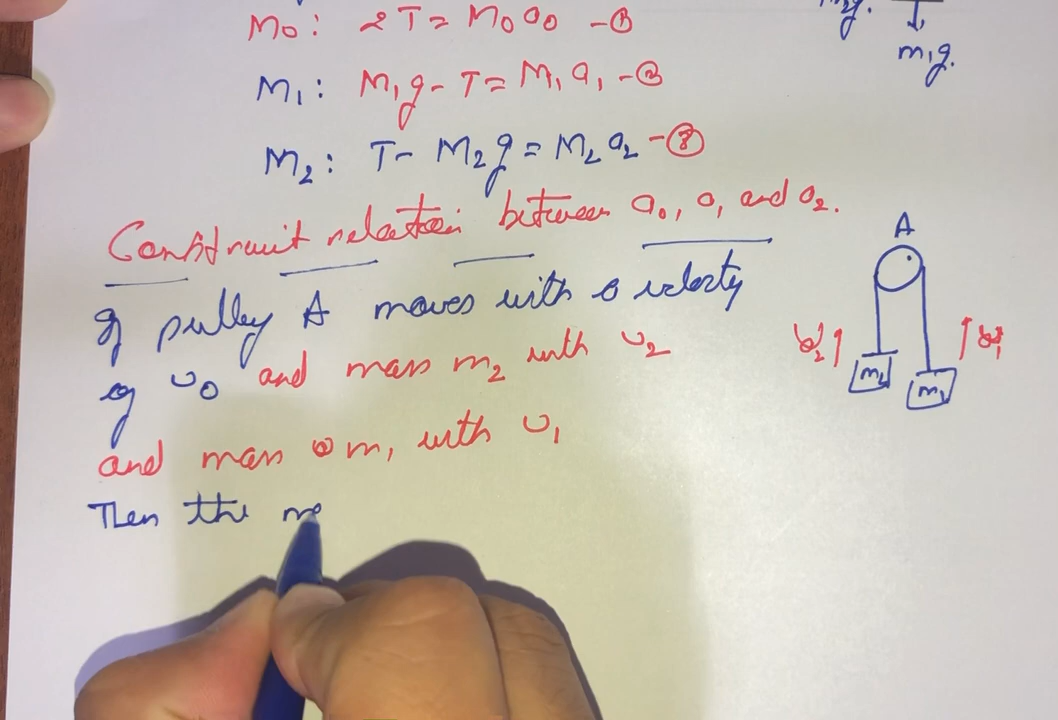 M₀: 2T = M₀a₀ -①
m₂g. m₁g.
M₁: M₁g - T = M₁a₁ -②
M₂: T - M₂g = M₂a₂ -③
Constraint relation between a₀, a₁ and a₂.
A
If pulley A moves with a velocity
of v₀ and mass m₂ with v₂
m₂ m₁
and mass m₁ with v₁
Then the mo